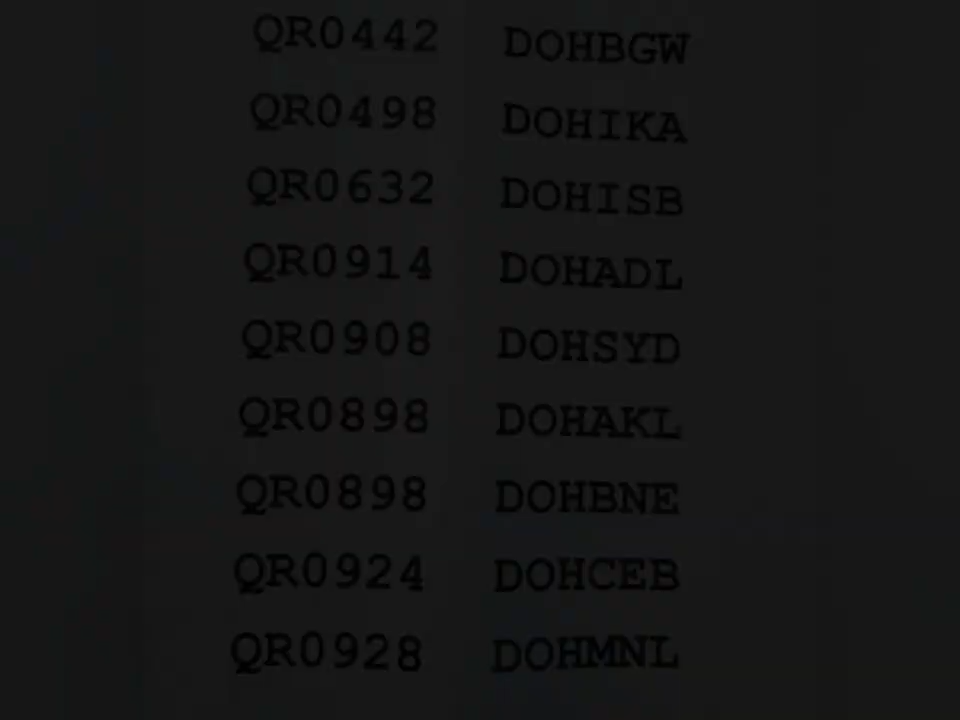 QR0442 DOHBGW
QR0498 DOHIKA
QR0632 DOHISB
QR0914 DOHADL
QR0908 DOHSYD
QR0898 DOHAKL
QR0898 DOHBNE
QR0924 DOHCEB
QR0928 DOHMNL